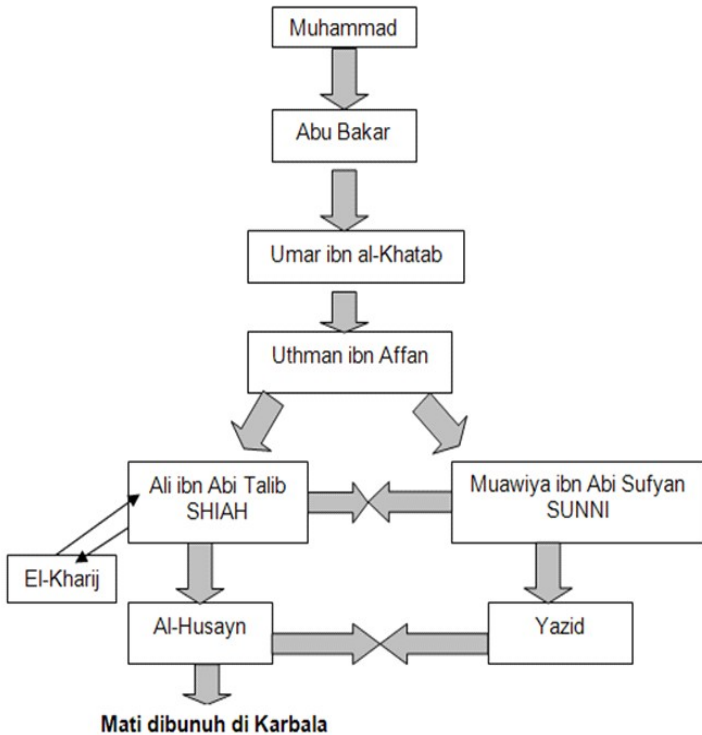 Muhammad
Abu Bakar
Umar ibn al-Khatab
Uthman ibn Affan
Ali ibn Abi Talib
SHIAH
Muawiya ibn Abi Sufyan
SUNNI
El-Kharij
Al-Husayn
Yazid
Mati dibunuh di Karbala